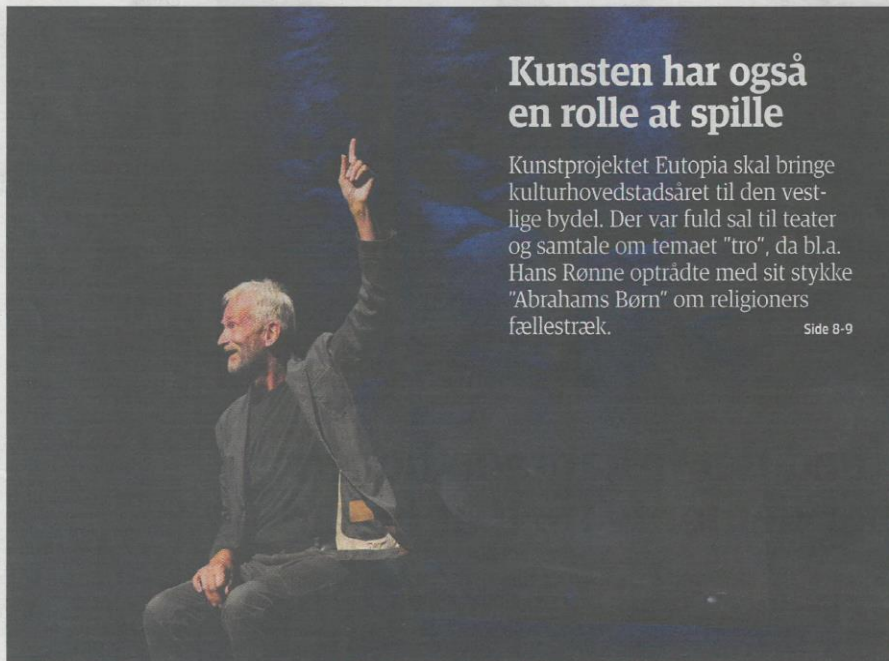 Kunsten har også
en rolle at spille
Kunstprojektet Eutopia skal bringe
kulturhovedstadsåret til den vest-
lige bydel. Der var fuld sal til teater
og samtale om temaet "tro", da bl.a.
Hans Rønne optrådte med sit stykke
"Abrahams Børn" om religioners
fællestræk.
Side 8-9